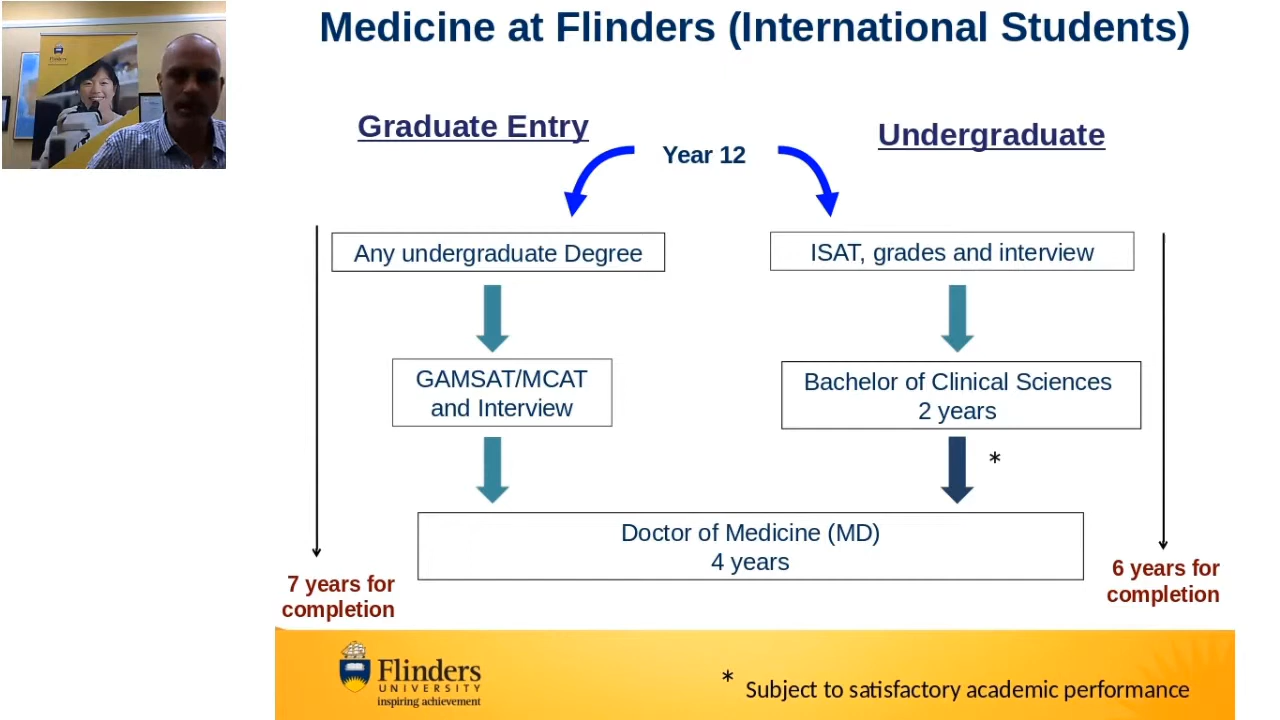 Medicine at Flinders (International Students)
Graduate Entry
Undergraduate
Year 12
Any undergraduate Degree
ISAT, grades and interview
GAMSAT/MCAT
and Interview
Bachelor of Clinical Sciences
2 years
*
Doctor of Medicine (MD)
4 years
7 years for
completion
6 years for
completion
Flinders
UNIVERSITY
inspiring achievement
* Subject to satisfactory academic performance